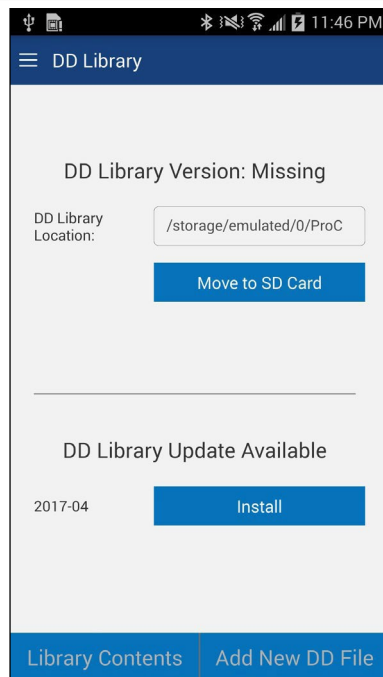 11:46 PM
DD Library
DD Library Version: Missing
DD Library
Location:
/storage/emulated/0/ProC
Move to SD Card
DD Library Update Available
2017-04
Install
Library Contents
Add New DD File